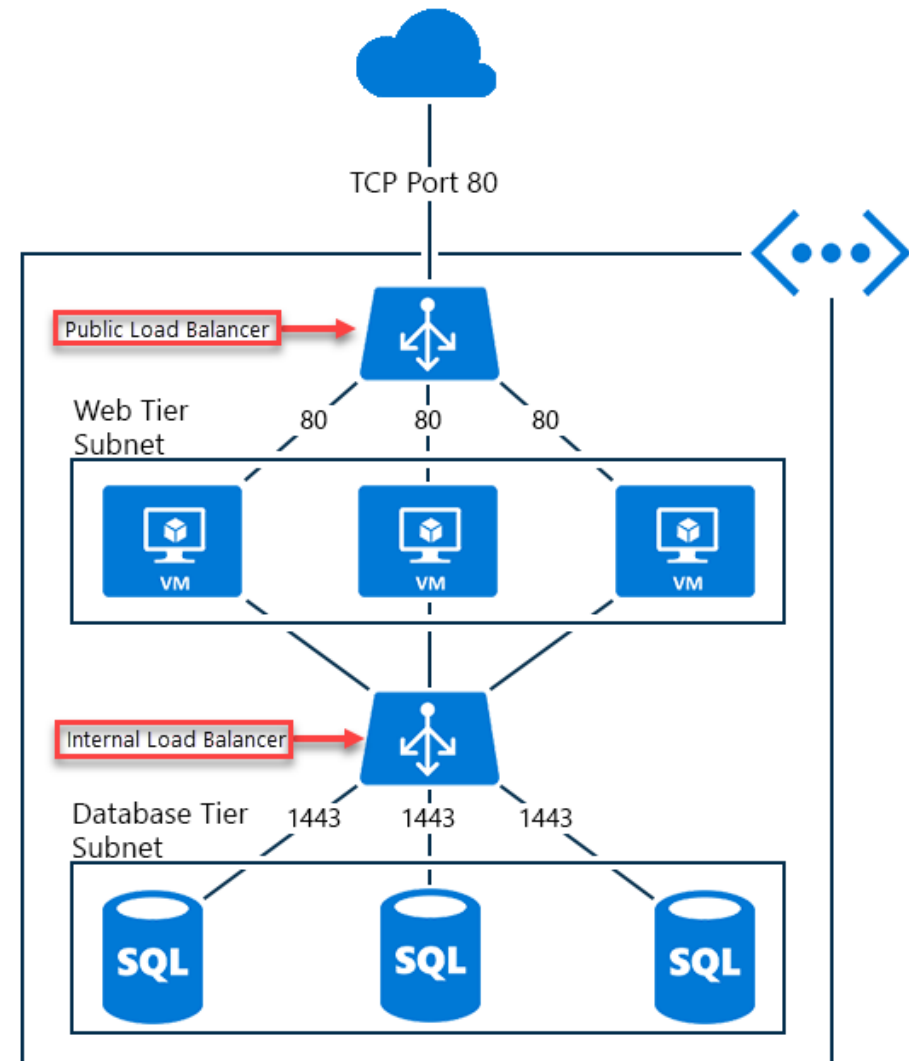 TCP Port 80
Public Load Balancer
Web Tier
Subnet
80
80
80
VM
VM
VM
Internal Load Balancer
Database Tier
Subnet
1443
1443
1443
SQL
SQL
SQL